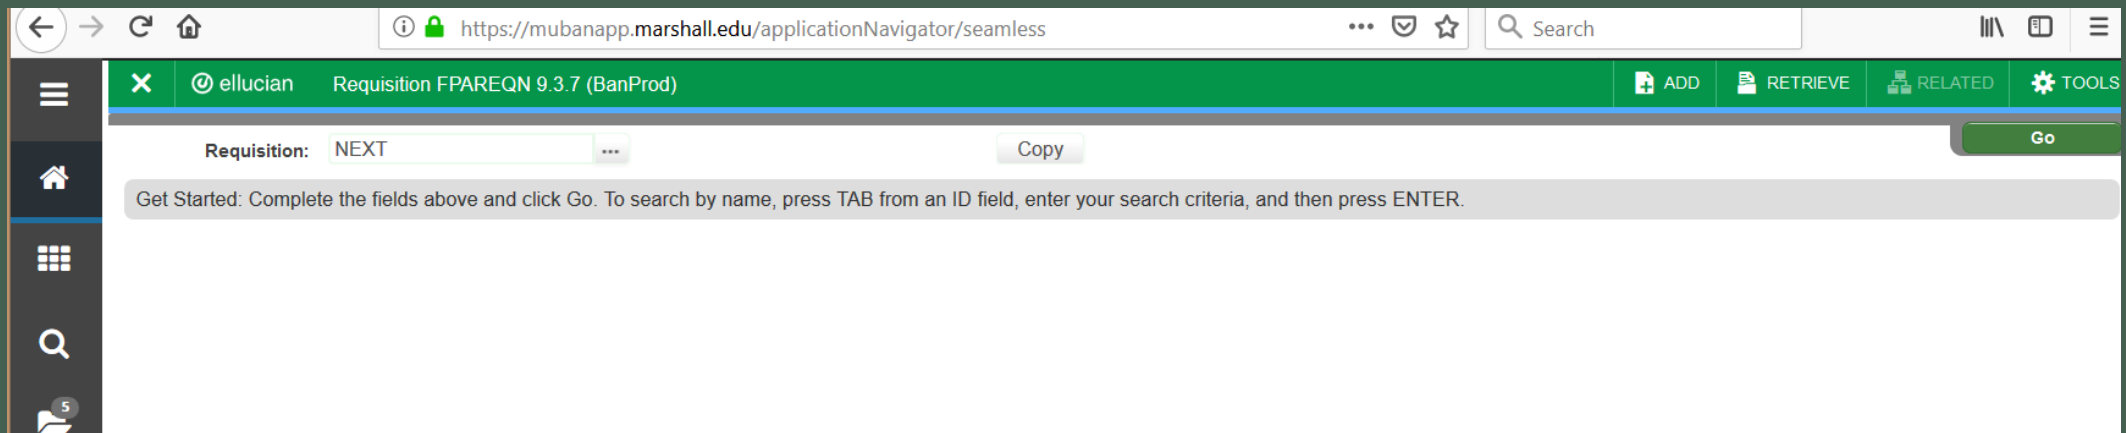 https://mubanapp.marshall.edu/applicationNavigator/seamless
Search
ellucian Requisition FPAREQN 9.3.7 (BanProd) ADD RETRIEVE RELATED TOOLS
Requisition: NEXT ... Copy Go
Get Started: Complete the fields above and click Go. To search by name, press TAB from an ID field, enter your search criteria, and then press ENTER.
5